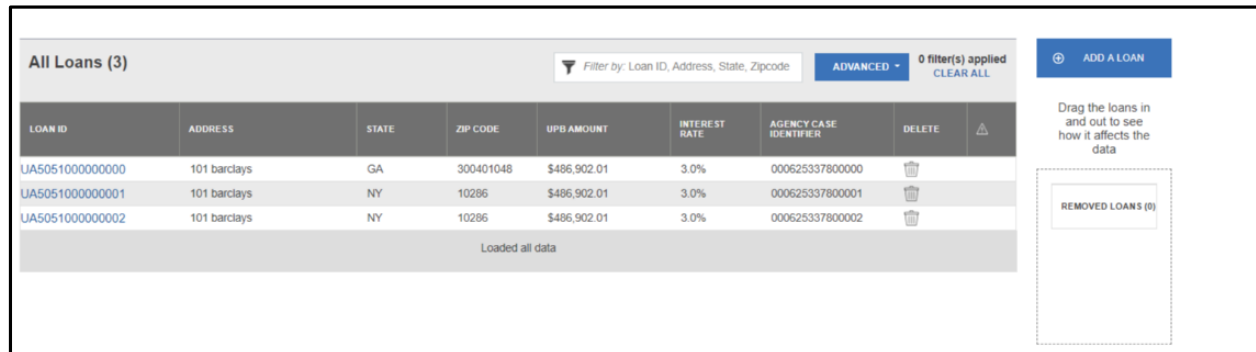 All Loans (3)
Filter by: Loan ID, Address, State, Zipcode
ADVANCED
0 filter(s) applied
CLEAR ALL
ADD A LOAN
LOAN ID ADDRESS STATE ZIP CODE UPB AMOUNT INTEREST RATE AGENCY CASE IDENTIFIER DELETE
UA5051000000000 101 barclays GA 300401048 $486,902.01 3.0% 000625337800000
UA5051000000001 101 barclays NY 10286 $486,902.01 3.0% 000625337800001
UA5051000000002 101 barclays NY 10286 $486,902.01 3.0% 000625337800002
Loaded all data
Drag the loans in
and out to see
how it affects the
data
REMOVED LOANS (0)